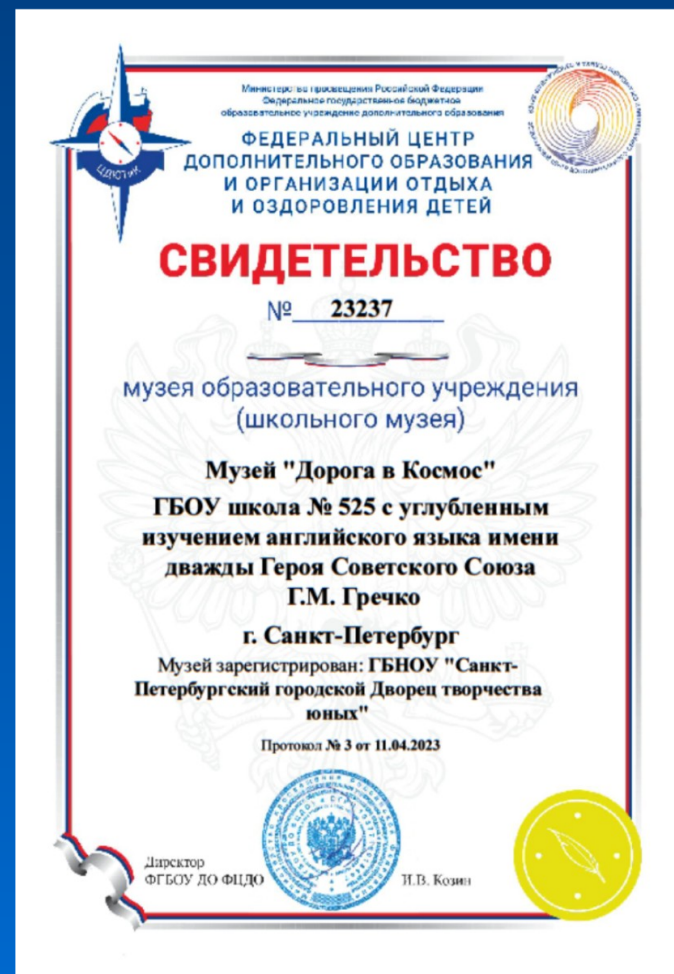 Министерство просвещения Российской Федерации
Федеральное государственное бюджетное
образовательное учреждение дополнительного образования
ФЕДЕРАЛЬНЫЙ ЦЕНТР
ДОПОЛНИТЕЛЬНОГО ОБРАЗОВАНИЯ
И ОРГАНИЗАЦИИ ОТДЫХА
И ОЗДОРОВЛЕНИЯ ДЕТЕЙ
ЦДЮТиК
СВИДЕТЕЛЬСТВО
№ 23237
музея образовательного учреждения
(школьного музея)
Музей "Дорога в Космос"
ГБОУ школа № 525 с углубленным
изучением английского языка имени
дважды Героя Советского Союза
Г.М. Гречко
г. Санкт-Петербург
Музей зарегистрирован: ГБНОУ "Санкт-
Петербургский городской Дворец творчества
юных"
Протокол № 3 от 11.04.2023
Директор
ФГБОУ ДО ФЦДО
И.В. Козин